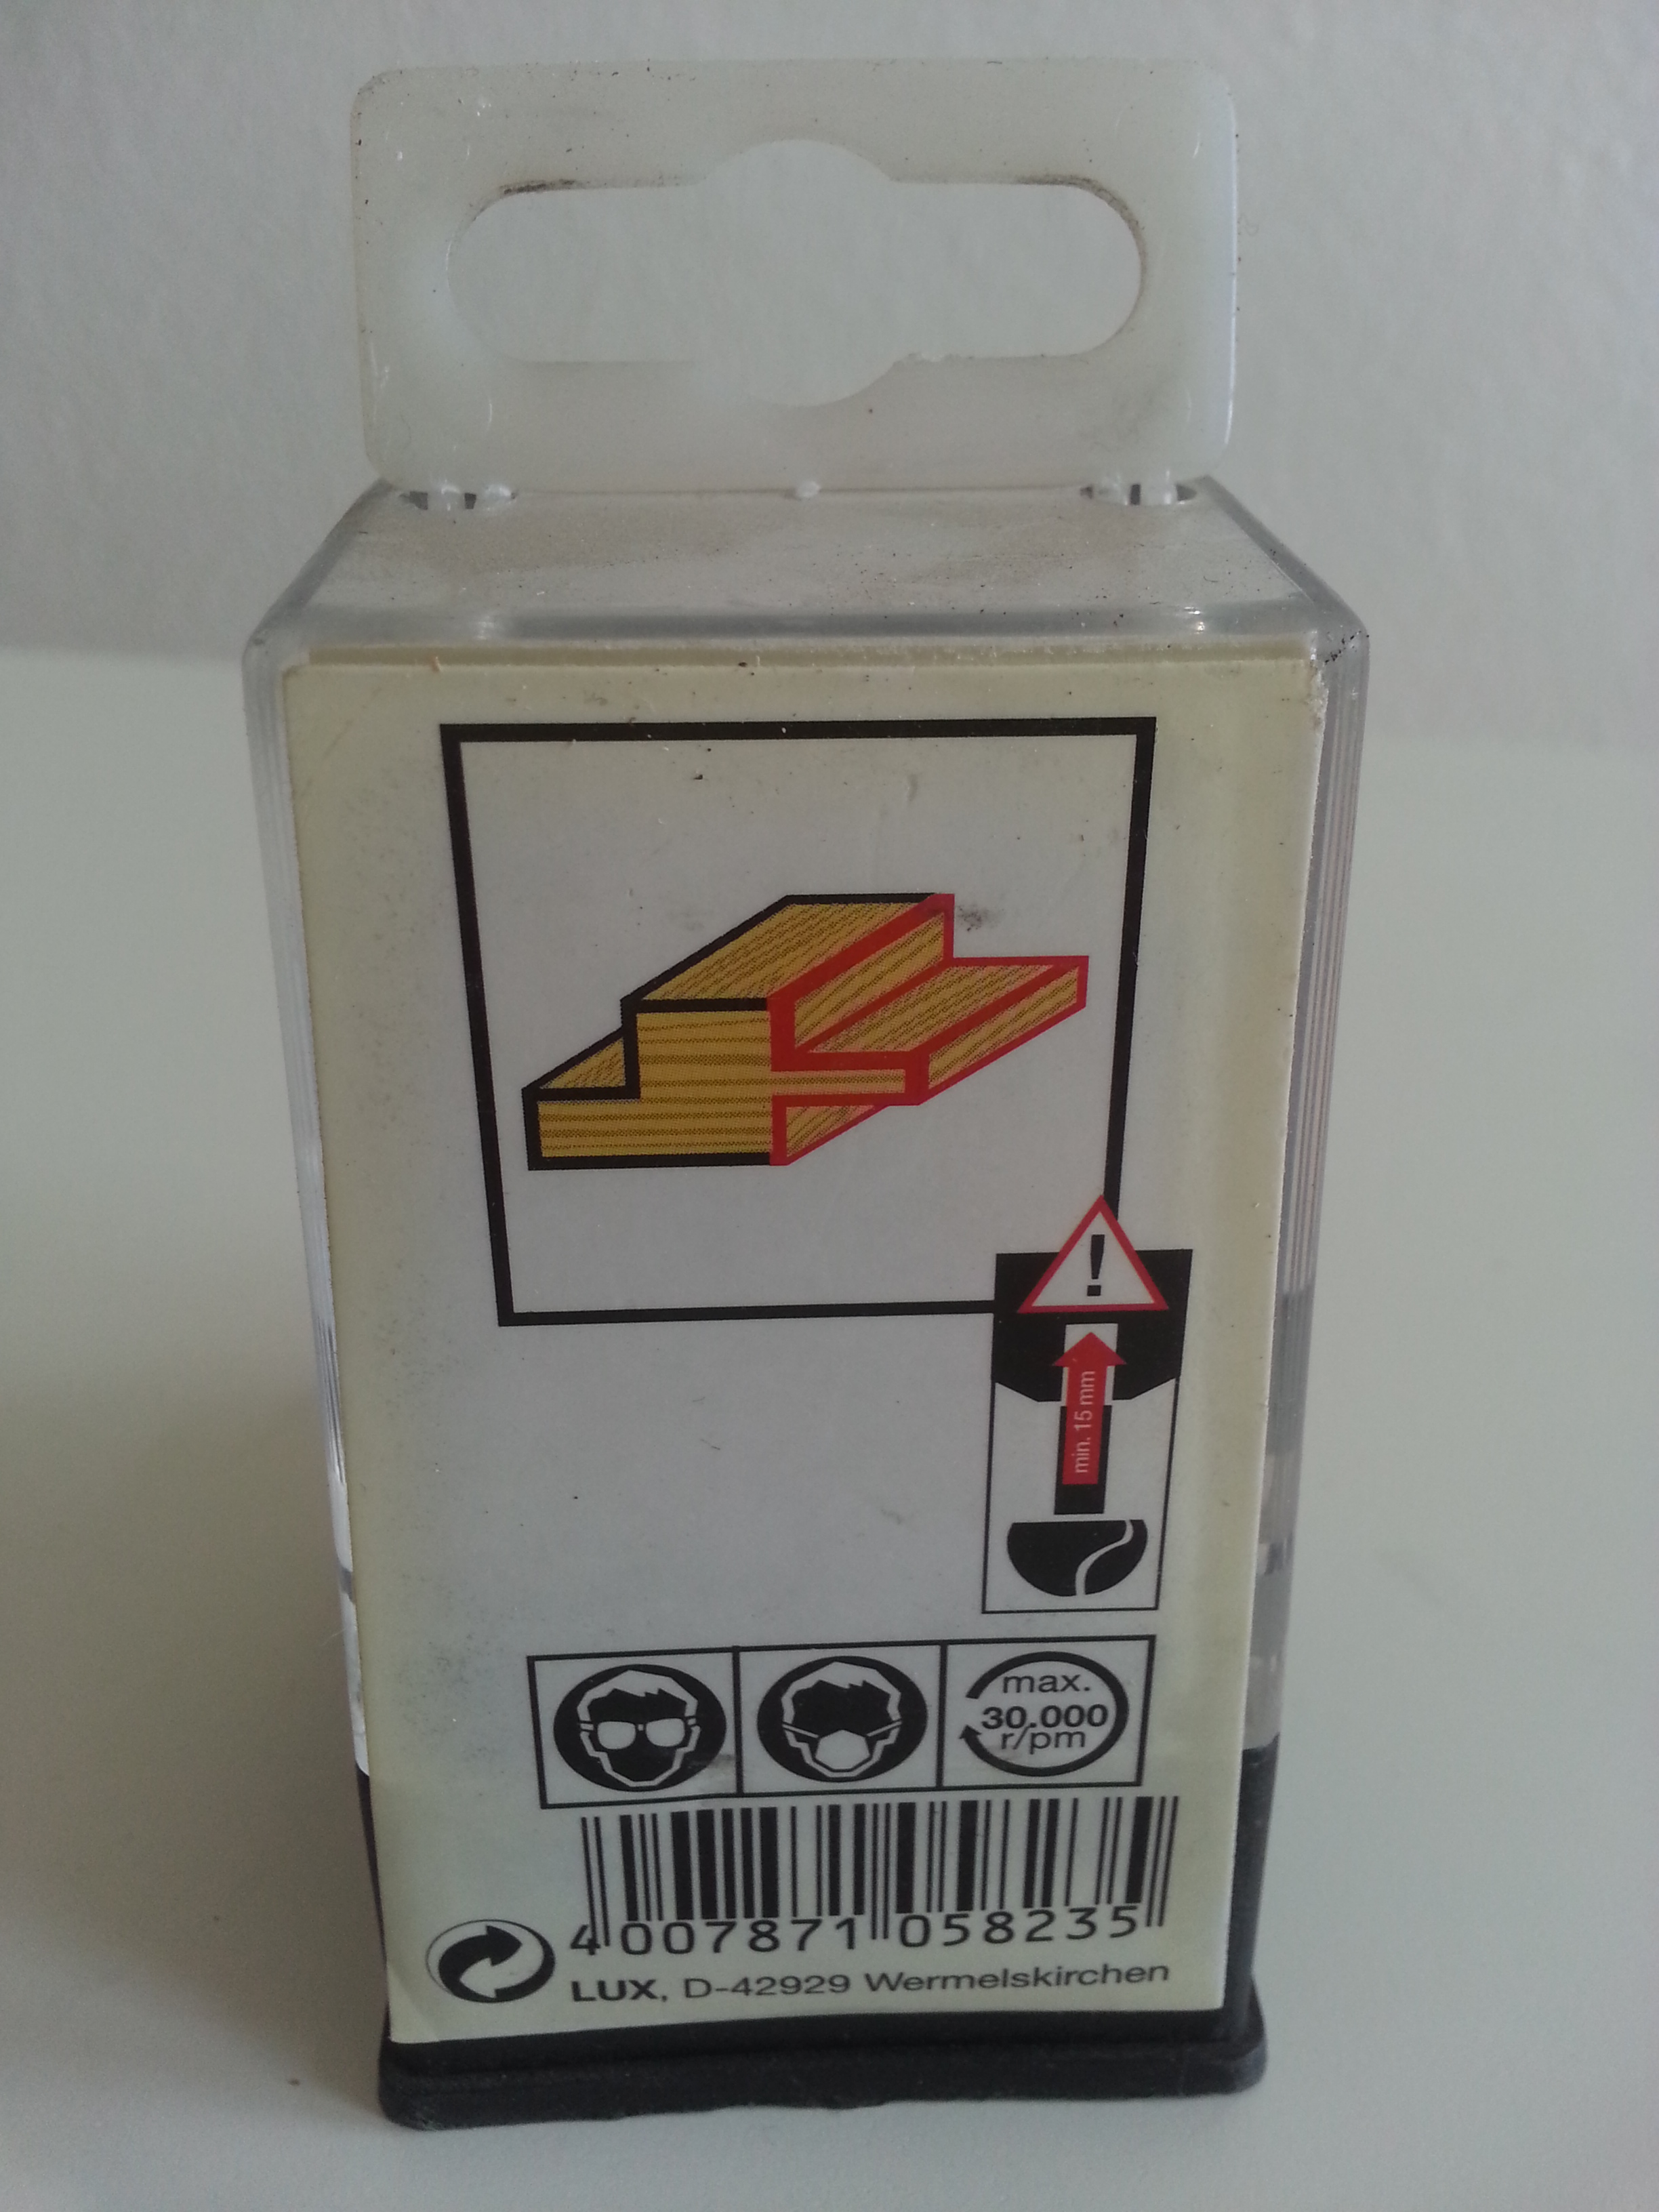 !
min. 15 mm
max.
30.000
r/pm
4 007871 058235
LUX, D-42929 Wermelskirchen